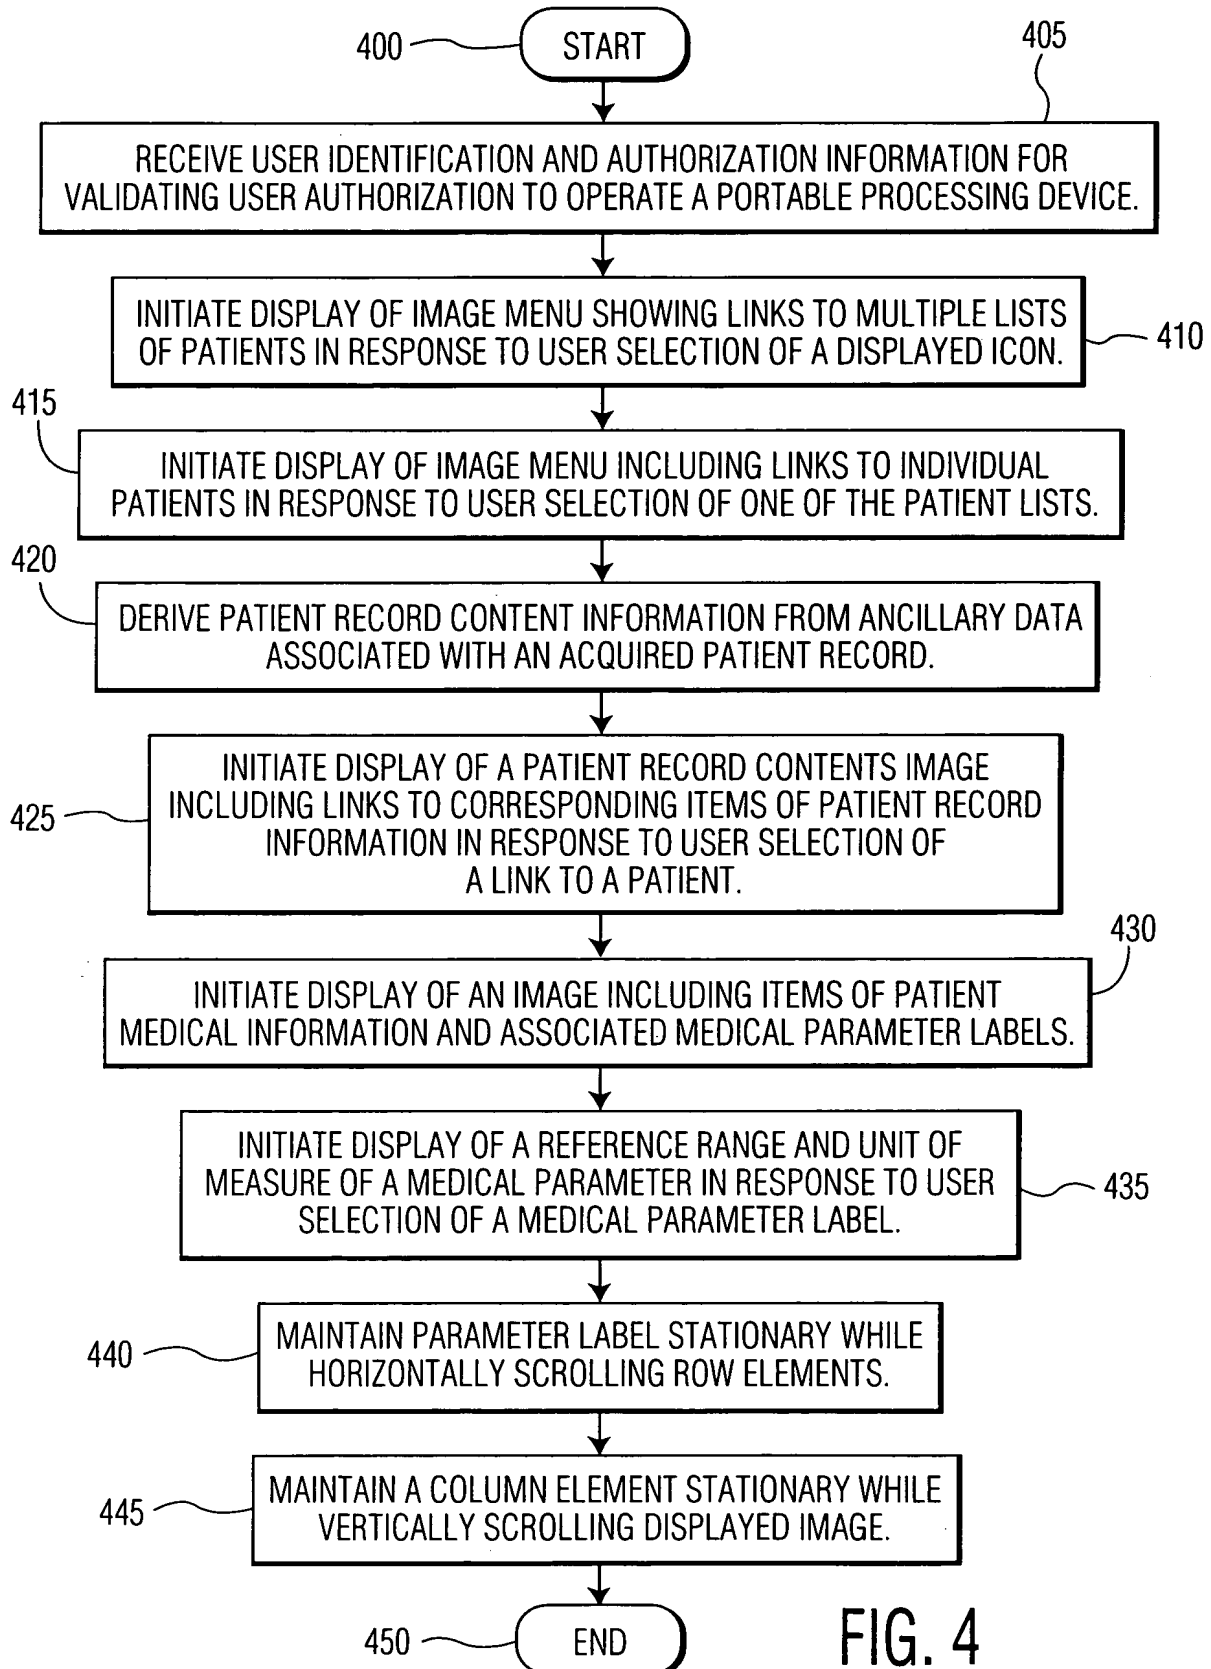 400
START
405
RECEIVE USER IDENTIFICATION AND AUTHORIZATION INFORMATION FOR
VALIDATING USER AUTHORIZATION TO OPERATE A PORTABLE PROCESSING DEVICE.
INITIATE DISPLAY OF IMAGE MENU SHOWING LINKS TO MULTIPLE LISTS
OF PATIENTS IN RESPONSE TO USER SELECTION OF A DISPLAYED ICON.
410
415
INITIATE DISPLAY OF IMAGE MENU INCLUDING LINKS TO INDIVIDUAL
PATIENTS IN RESPONSE TO USER SELECTION OF ONE OF THE PATIENT LISTS.
420
DERIVE PATIENT RECORD CONTENT INFORMATION FROM ANCILLARY DATA
ASSOCIATED WITH AN ACQUIRED PATIENT RECORD.
425
INITIATE DISPLAY OF A PATIENT RECORD CONTENTS IMAGE
INCLUDING LINKS TO CORRESPONDING ITEMS OF PATIENT RECORD
INFORMATION IN RESPONSE TO USER SELECTION OF
A LINK TO A PATIENT.
430
INITIATE DISPLAY OF AN IMAGE INCLUDING ITEMS OF PATIENT
MEDICAL INFORMATION AND ASSOCIATED MEDICAL PARAMETER LABELS.
INITIATE DISPLAY OF A REFERENCE RANGE AND UNIT OF
MEASURE OF A MEDICAL PARAMETER IN RESPONSE TO USER
SELECTION OF A MEDICAL PARAMETER LABEL.
435
440
MAINTAIN PARAMETER LABEL STATIONARY WHILE
HORIZONTALLY SCROLLING ROW ELEMENTS.
445
MAINTAIN A COLUMN ELEMENT STATIONARY WHILE
VERTICALLY SCROLLING DISPLAYED IMAGE.
450
END
FIG. 4